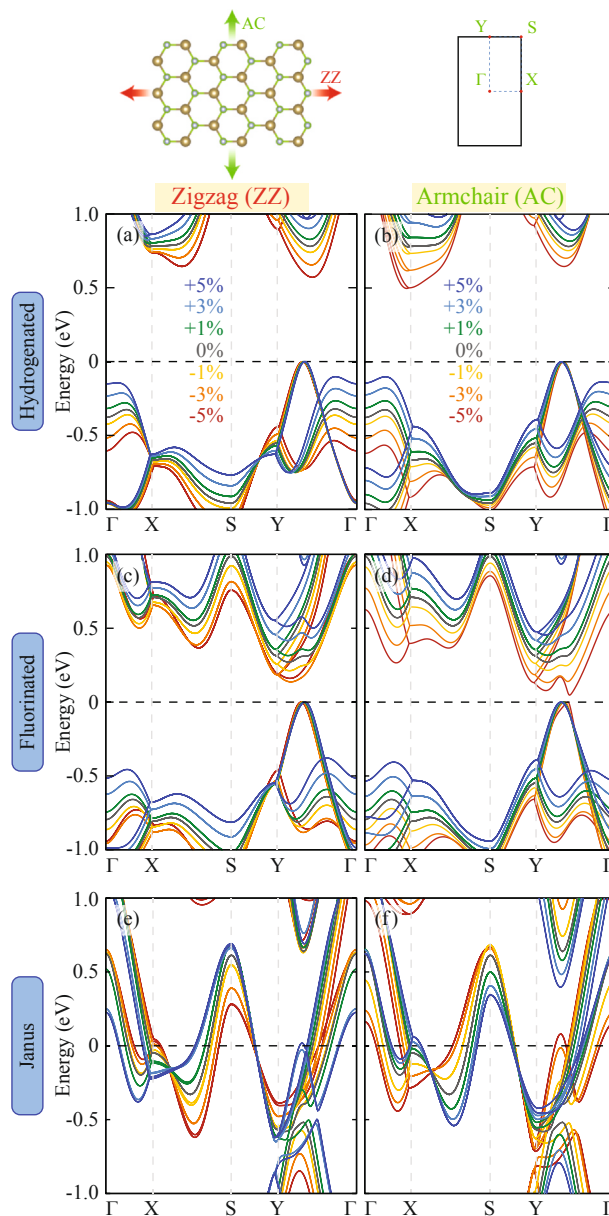 AC
ZZ
Y S
Γ X
Zigzag (ZZ) Armchair (AC)
Hydrogenated
Energy (eV)
1.0
0.5
0
-0.5
-1.0
(a)
+5%
+3%
+1%
0%
-1%
-3%
-5%
Γ X S Y Γ
(b)
+5%
+3%
+1%
0%
-1%
-3%
-5%
Γ X S Y Γ
Fluorinated
Energy (eV)
1.0
0.5
0
-0.5
-1.0
(c)
Γ X S Y Γ
(d)
Γ X S Y Γ
Janus
Energy (eV)
1.0
0.5
0
-0.5
-1.0
(e)
Γ X S Y Γ
(f)
Γ X S Y Γ